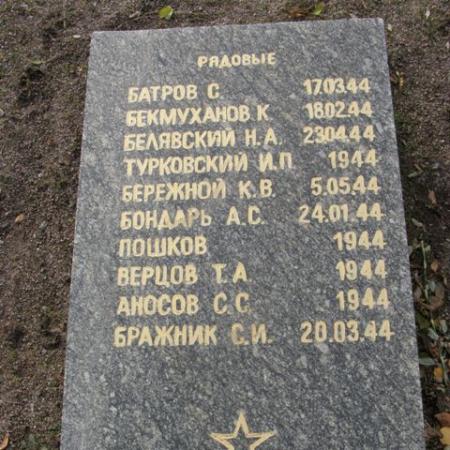 РЯДОВЫЕ
БАТРОВ С. 17.03.44
БЕКМУХАНОВ К. 18.02.44
БЕЛЯВСКИЙ Н.А. 23.04.44
ТУРКОВСКИЙ И.П. 1944
БЕРЕЖНОЙ К.В. 5.05.44
БОНДАРЬ А.С. 24.01.44
ПОШКОВ 1944
ВЕРЦОВ Т.А. 1944
АНОСОВ С.С. 1944
БРАЖНИК С.И. 20.03.44